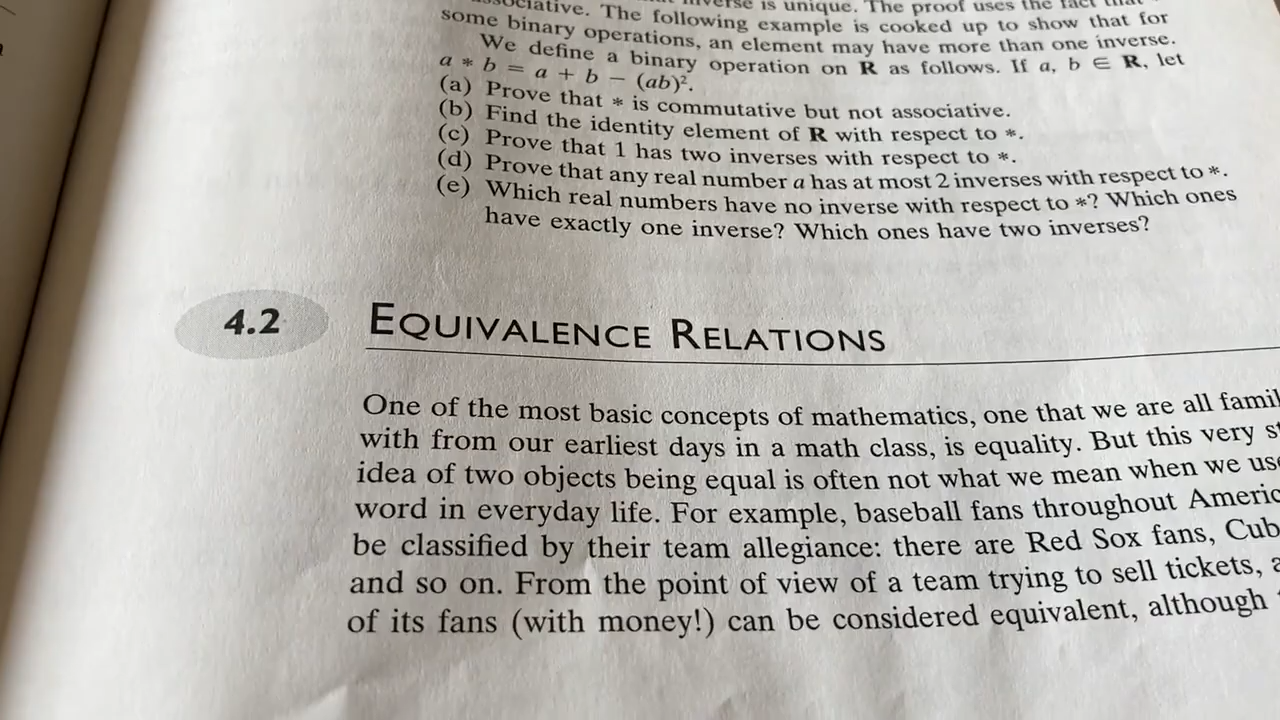 associative. The following example is cooked up to show that for
some binary operations, an element may have more than one inverse.
We define a binary operation on R as follows. If a, b ∈ R, let
a * b = a + b − (ab)².
(a) Prove that * is commutative but not associative.
(b) Find the identity element of R with respect to *.
(c) Prove that 1 has two inverses with respect to *.
(d) Prove that any real number a has at most 2 inverses with respect to *.
(e) Which real numbers have no inverse with respect to *? Which ones
have exactly one inverse? Which ones have two inverses?
4.2 EQUIVALENCE RELATIONS
One of the most basic concepts of mathematics, one that we are all famil
with from our earliest days in a math class, is equality. But this very st
idea of two objects being equal is often not what we mean when we use
word in everyday life. For example, baseball fans throughout Americ
be classified by their team allegiance: there are Red Sox fans, Cub
and so on. From the point of view of a team trying to sell tickets, a
of its fans (with money!) can be considered equivalent, although